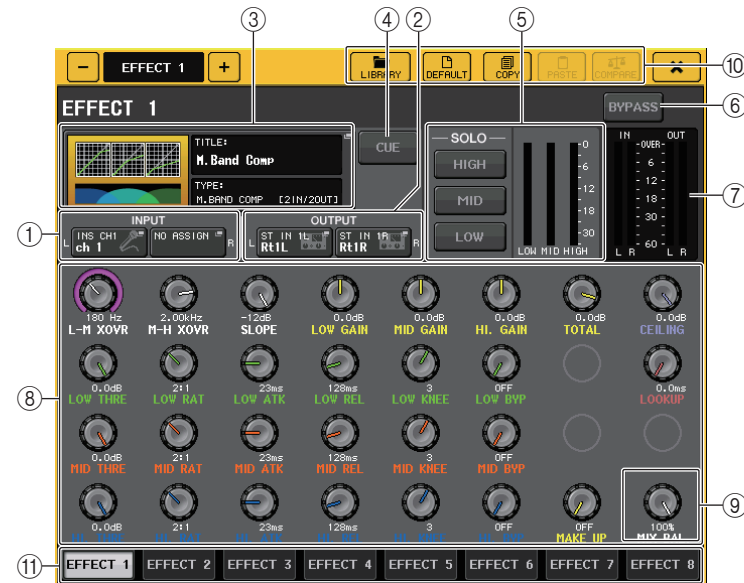 ③ ④ ② ⑤
EFFECT 1
LIBRARY DEFAULT COPY PASTE COMPARE
⑩
EFFECT 1
BYPASS
⑥
TITLE:
M.Band Comp
TYPE:
M.BAND COMP [2IN/2OUT]
CUE
SOLO
HIGH
MID
LOW
0
6
12
18
30
LOW MID HIGH
IN OUT
OVER
6
12
18
30
60
L R L R
⑦
①
INPUT
L INS CH1 ch 1 NO ASSIGN R
OUTPUT
L ST IN 1L Rt1L ST IN 1R Rt1R R
⑧
180 Hz 2.00kHz -12dB 0.0dB 0.0dB 0.0dB 0.0dB 0.0dB
L-M XOVR M-H XOVR SLOPE LOW GAIN MID GAIN HI. GAIN TOTAL CEILING
0.0dB 2:1 23ms 128ms 3 OFF 0.0ms
LOW THRE LOW RAT LOW ATK LOW REL LOW KNEE LOW BYP LOOKUP
0.0dB 2:1 23ms 128ms 3 OFF
MID THRE MID RAT MID ATK MID REL MID KNEE MID BYP
⑨
0.0dB 2:1 23ms 128ms 3 OFF OFF 100%
MAKE UP MIX BAL
⑪
EFFECT 1 EFFECT 2 EFFECT 3 EFFECT 4 EFFECT 5 EFFECT 6 EFFECT 7 EFFECT 8